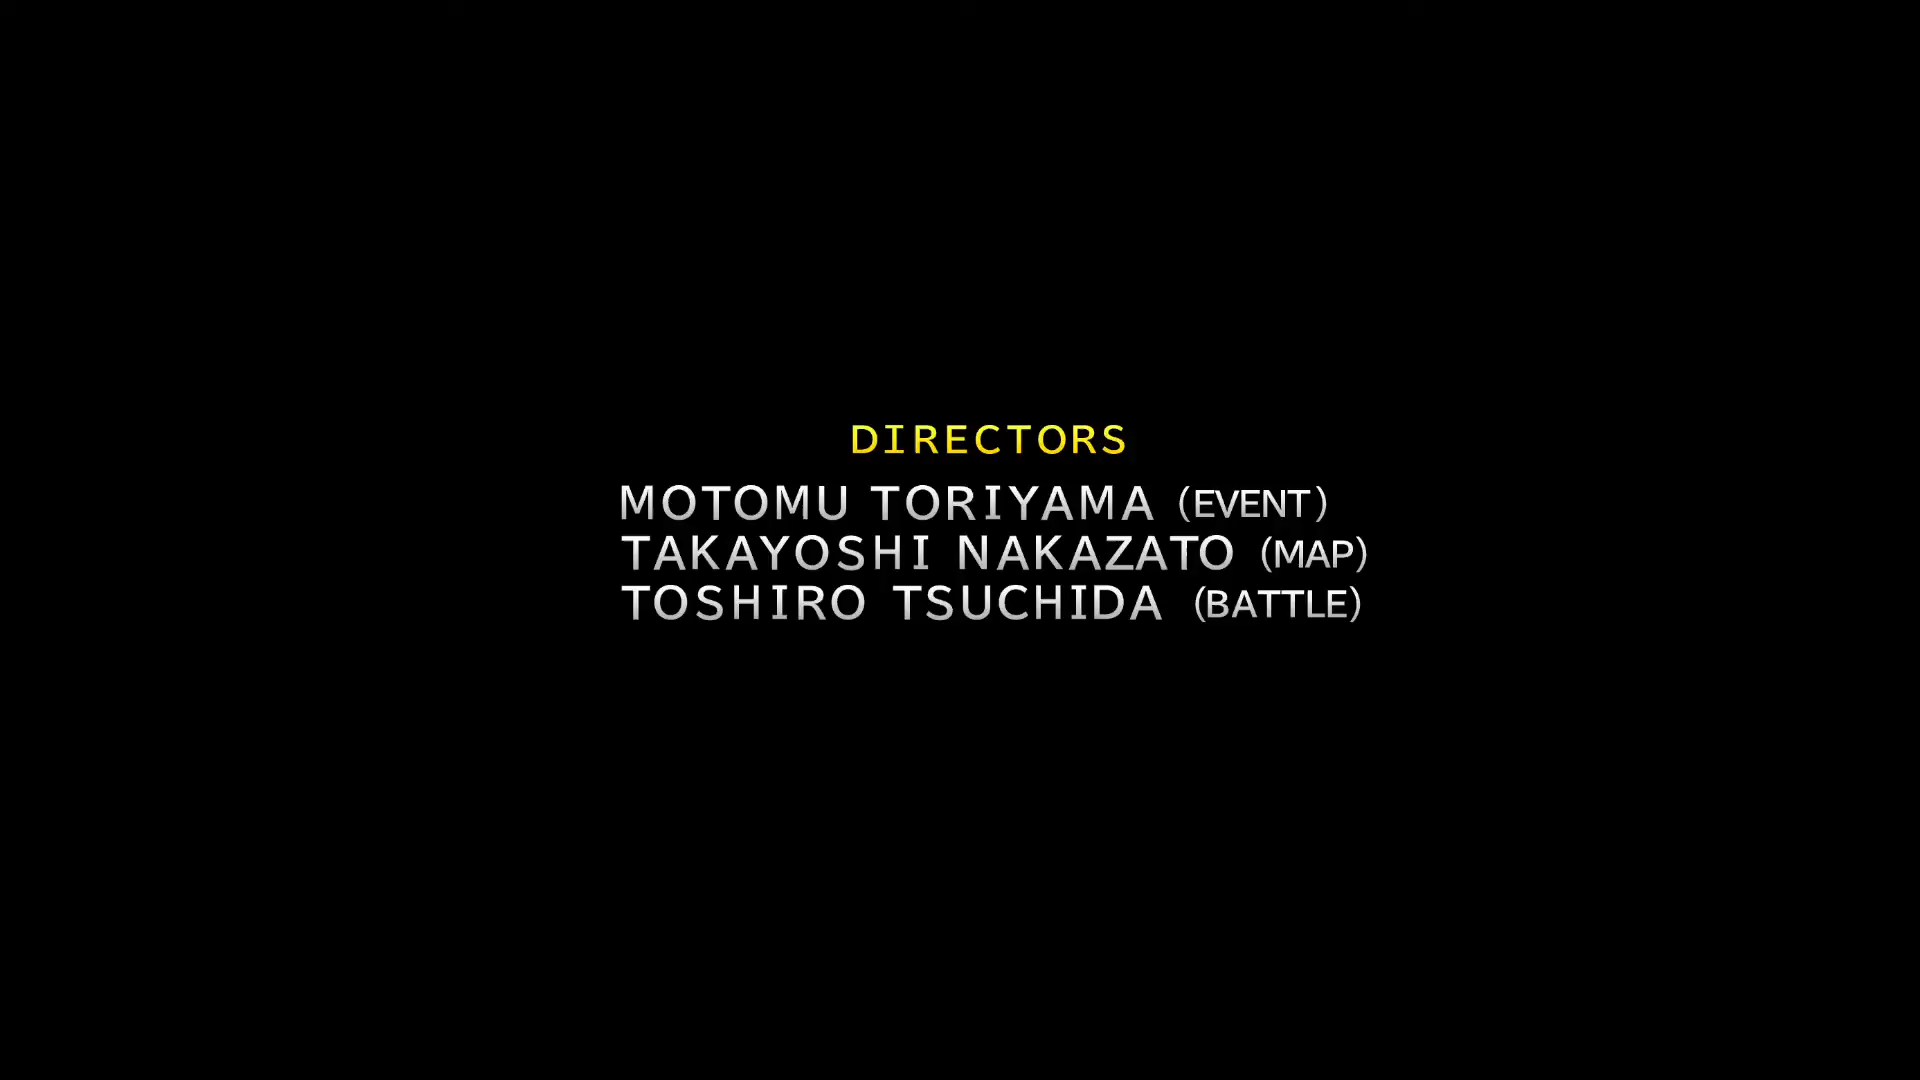 DIRECTORS
MOTOMU TORIYAMA (EVENT)
TAKAYOSHI NAKAZATO (MAP)
TOSHIRO TSUCHIDA (BATTLE)